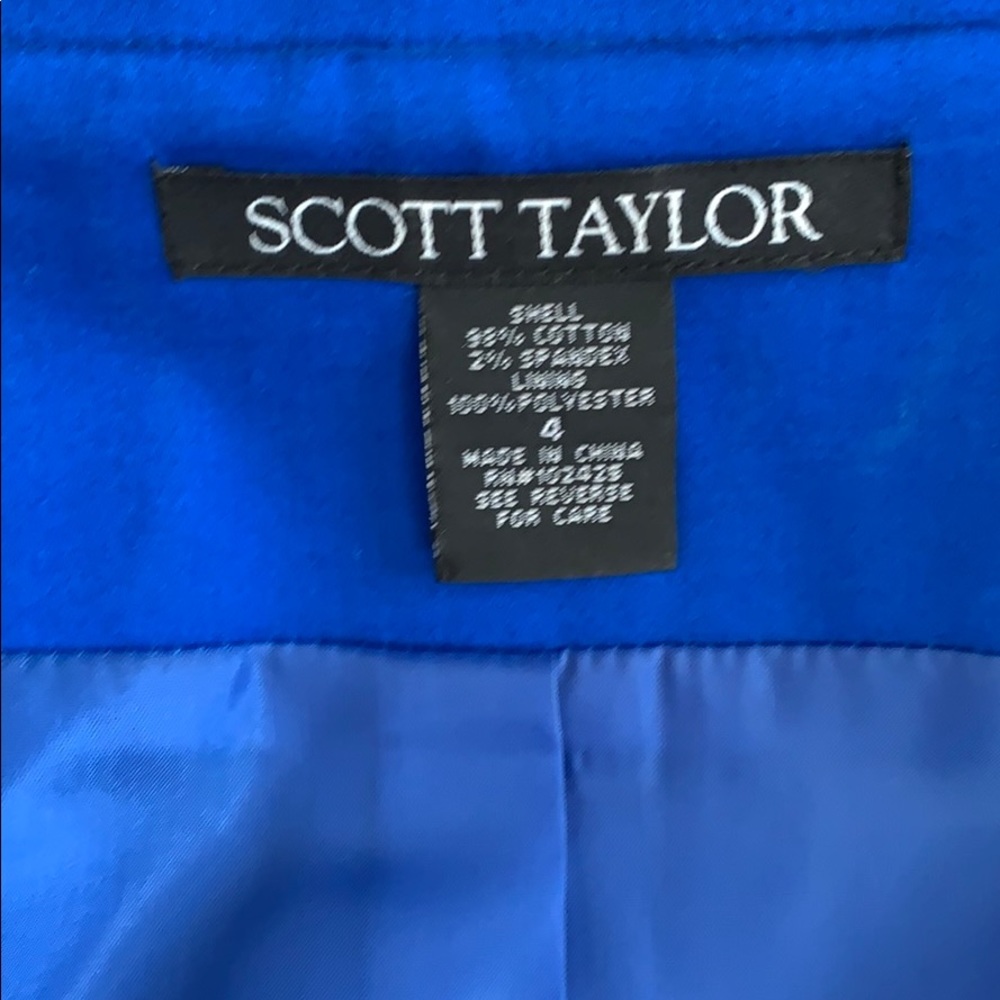 SCOTT TAYLOR
SHELL
98% COTTON
2% SPANDEX
LINING
100% POLYESTER
4
MADE IN CHINA
RN#102429
SEE REVERSE
FOR CARE